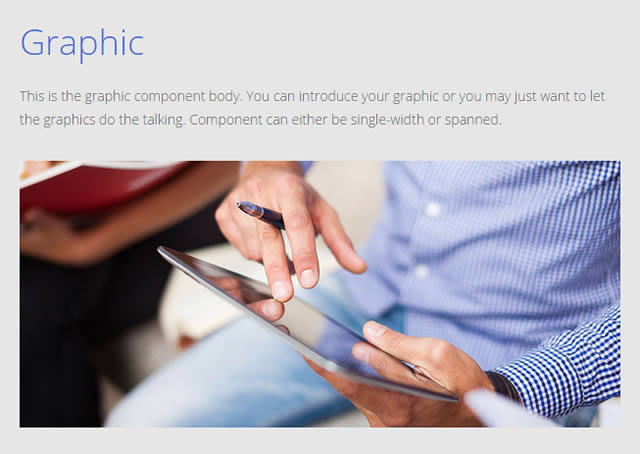 Graphic
This is the graphic component body. You can introduce your graphic or you may just want to let
the graphics do the talking. Component can either be single-width or spanned.